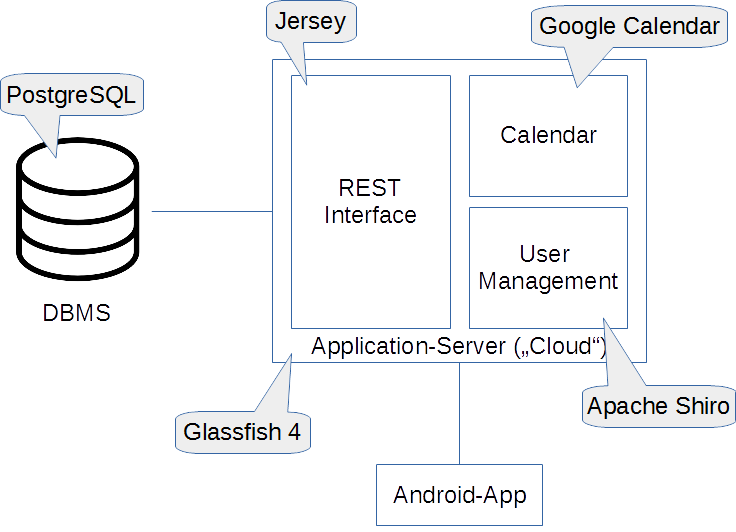 Jersey
Google Calendar
PostgreSQL
REST
Interface
Calendar
User
Management
DBMS
Application-Server („Cloud“)
Glassfish 4
Apache Shiro
Android-App